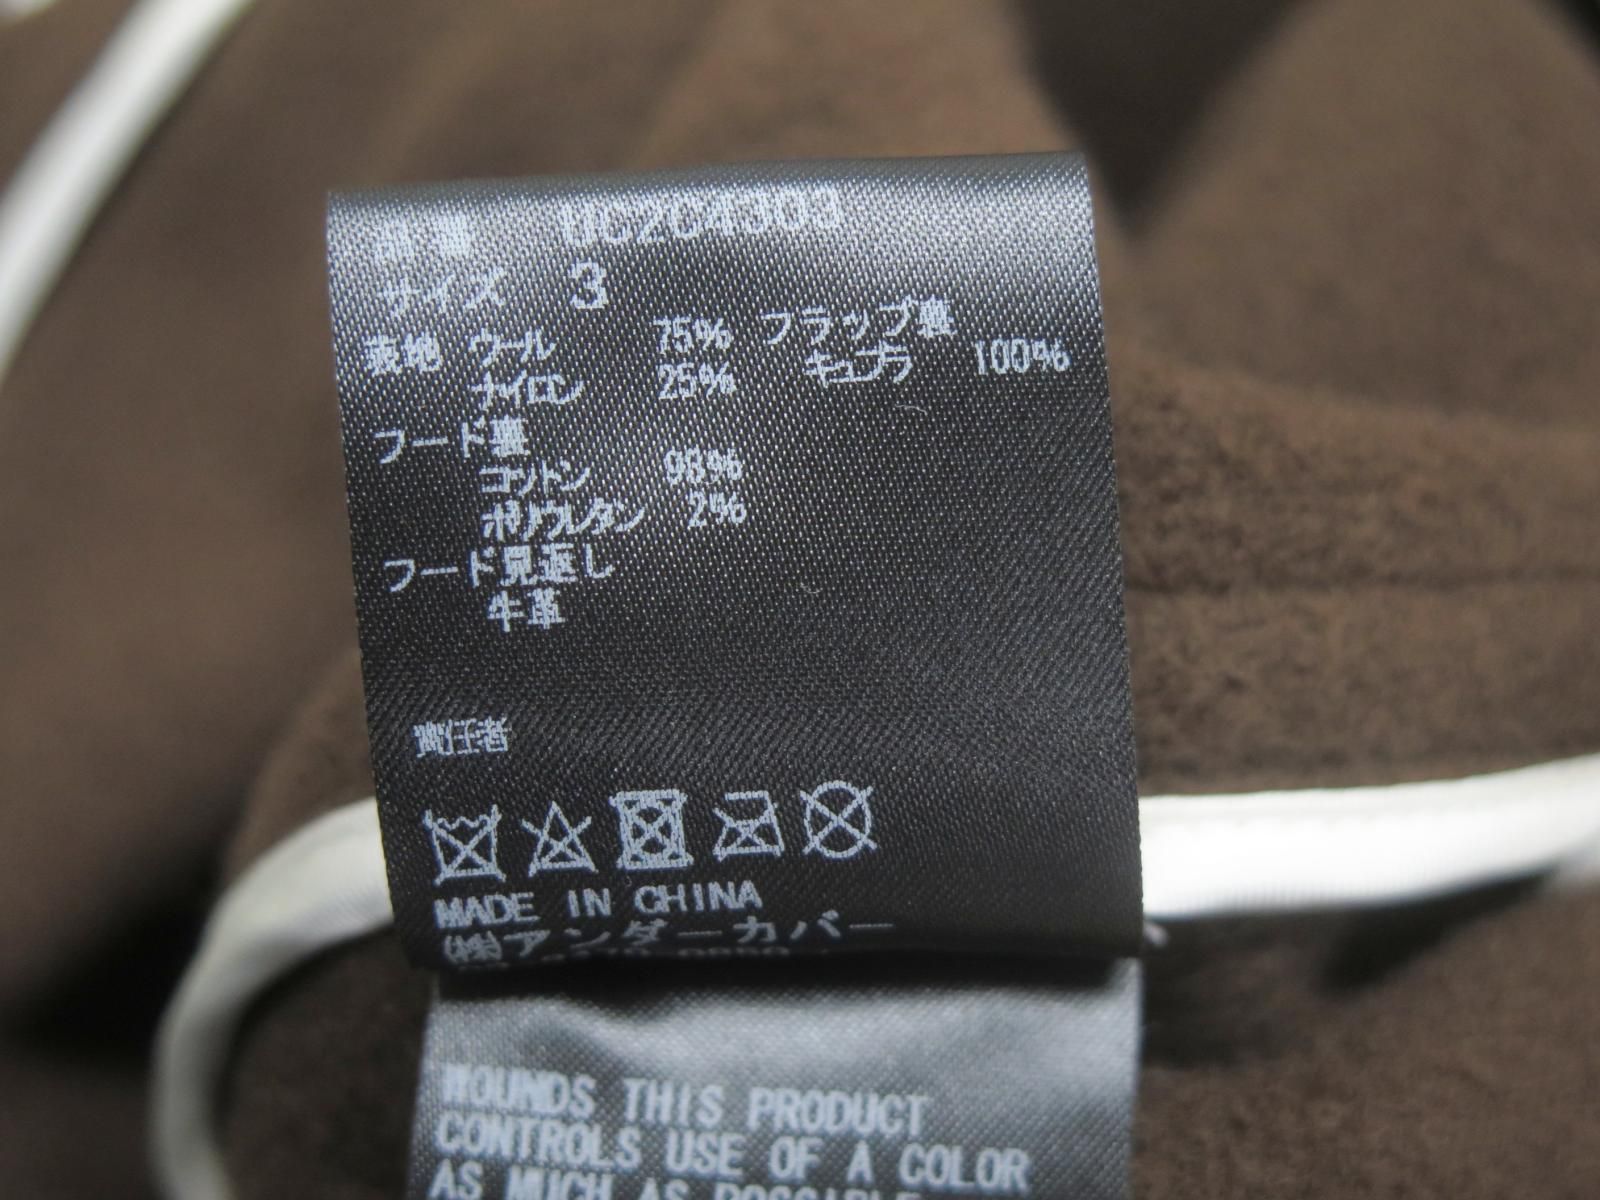 品番 UC2C4303
サイズ 3
表地 ウール 75%
ナイロン 25%
フード裏
コットン 98%
ポリウレタン 2%
フード見返し
牛革
フラップ裏
キュプラ 100%
責任者
MADE IN CHINA
(株)アンダーカバー
WOUNDS THIS PRODUCT
CONTROLS USE OF A COLOR
AS MUCH AS POSSIBLE